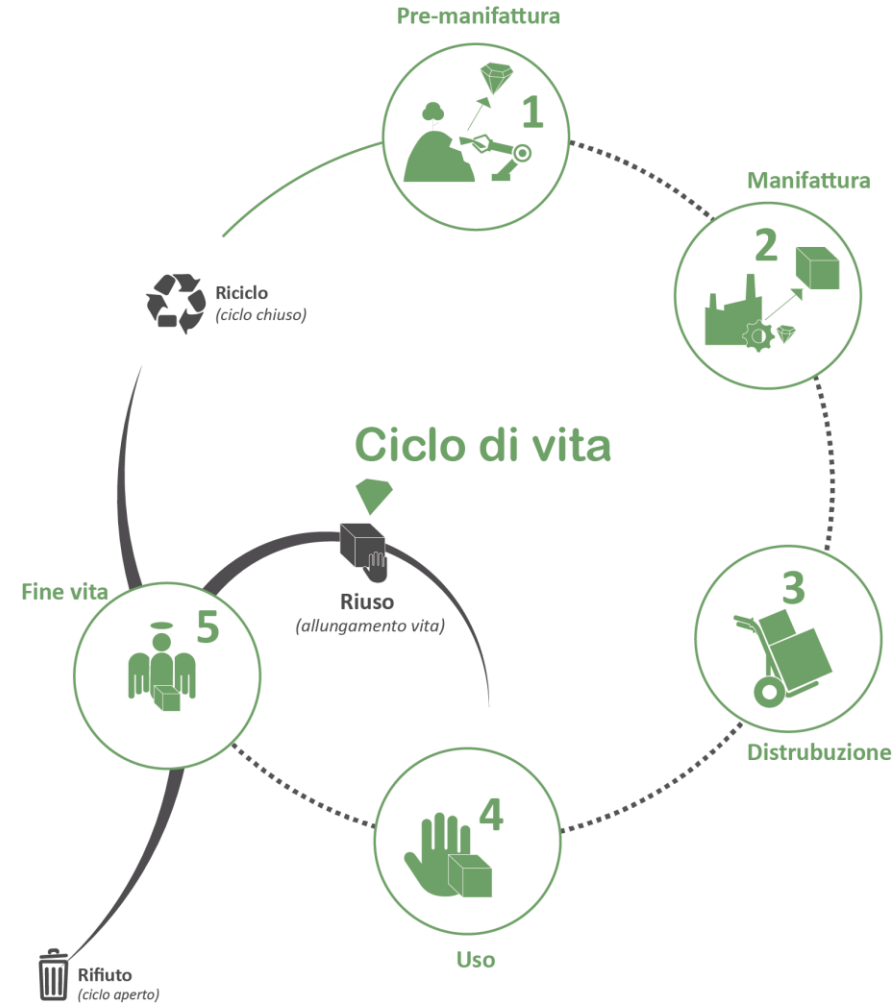 Pre-manifattura
1
Manifattura
2
Riciclo
(ciclo chiuso)
Ciclo di vita
Riuso
(allungamento vita)
Fine vita
5
3
Distrubuzione
4
Uso
Rifiuto
(ciclo aperto)